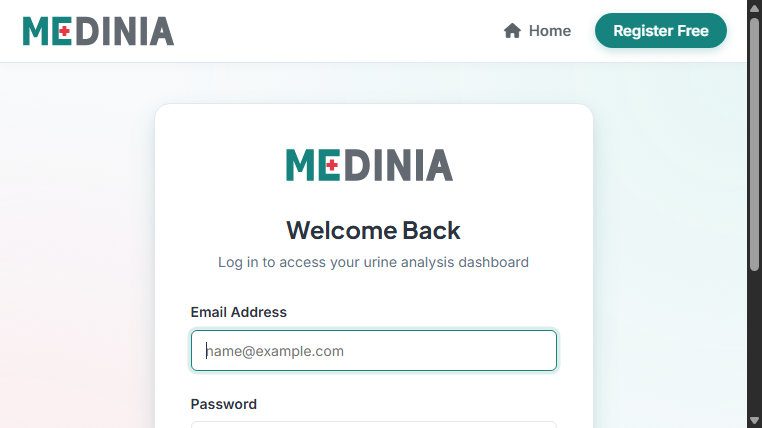 MEDINIA
Home
Register Free
MEDINIA
Welcome Back
Log in to access your urine analysis dashboard
Email Address
name@example.com
Password